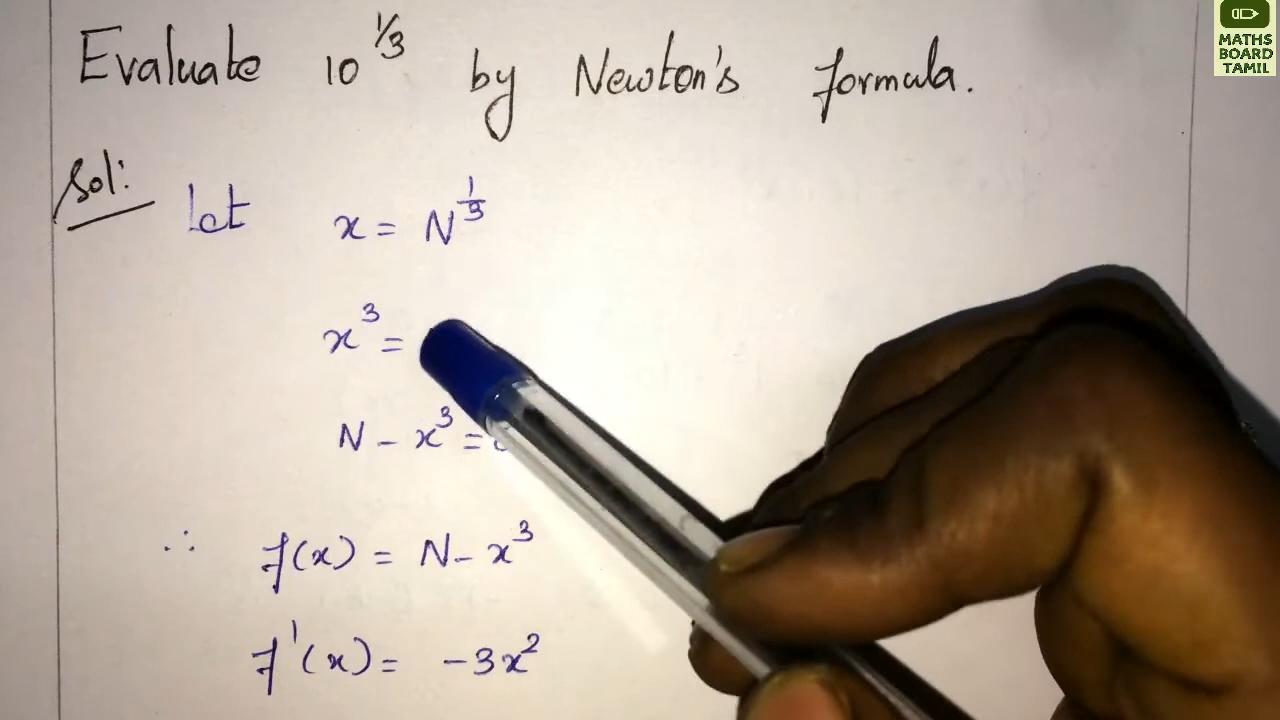 Evaluate 10^1/3 by Newton's formula.
MATHS
BOARD
TAMIL
Sol:
Let x = N^1/3
x^3 =
N - x^3 =
∴ f(x) = N - x^3
f'(x) = -3x^2